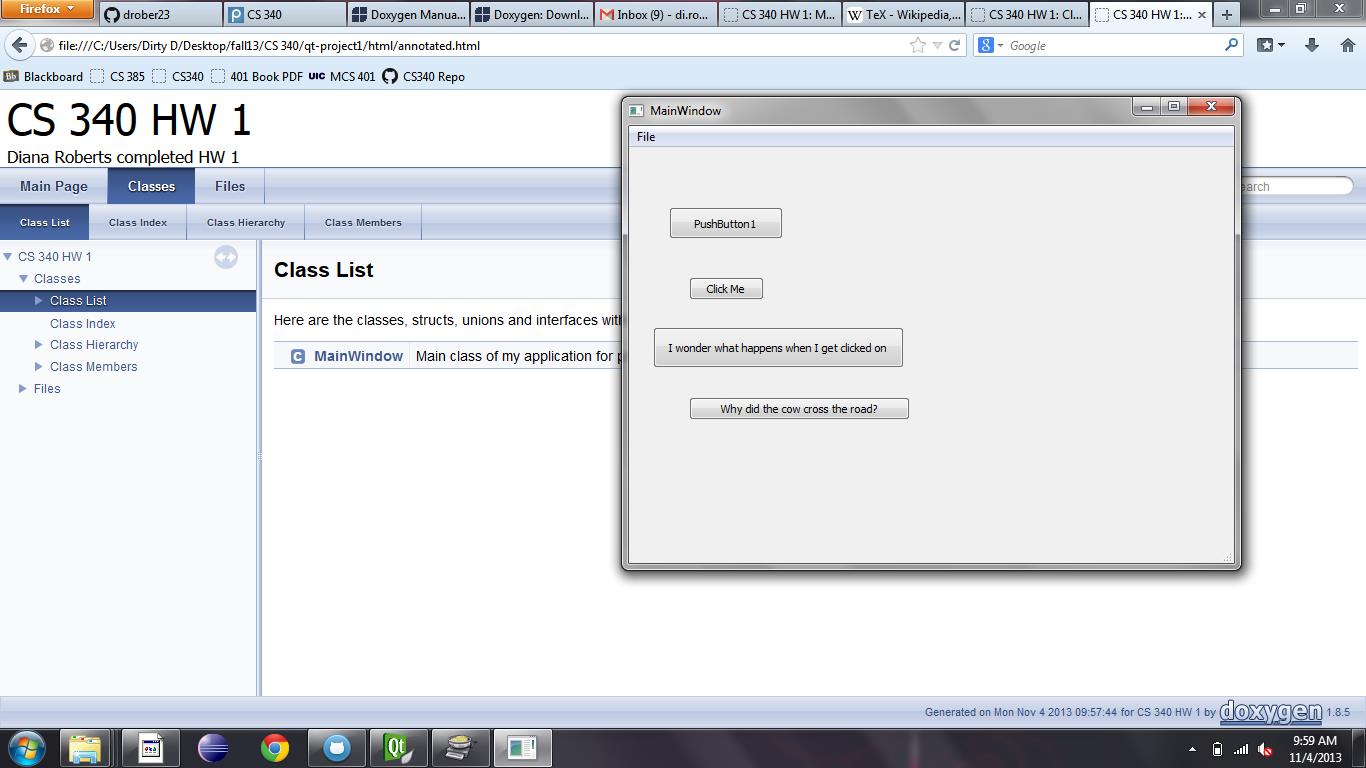 Firefox
drober23
CS 340
Doxygen Manua...
Doxygen: Downl...
Inbox (9) - di.ro...
CS 340 HW 1: M...
TeX - Wikipedia,...
CS 340 HW 1: Cl...
CS 340 HW 1:...
file:///C:/Users/Dirty D/Desktop/fall13/CS 340/qt-project1/html/annotated.html
Google
Blackboard
CS 385
CS340
401 Book PDF
UIC MCS 401
CS340 Repo
CS 340 HW 1
Diana Roberts completed HW 1
Main Page
Classes
Files
earch
Class List
Class Index
Class Hierarchy
Class Members
CS 340 HW 1
Classes
Class List
Class Index
Class Hierarchy
Class Members
Files
Class List
Here are the classes, structs, unions and interfaces wit
C MainWindow Main class of my application for p
MainWindow
File
PushButton1
Click Me
I wonder what happens when I get clicked on
Why did the cow cross the road?
Generated on Mon Nov 4 2013 09:57:44 for CS 340 HW 1 by doxygen 1.8.5
Qt
9:59 AM
11/4/2013